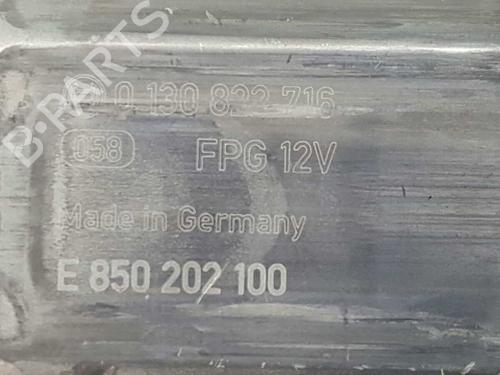 B-PARTS
0 130 822 716
058 FPG 12V
Made in Germany
E 850 202 100